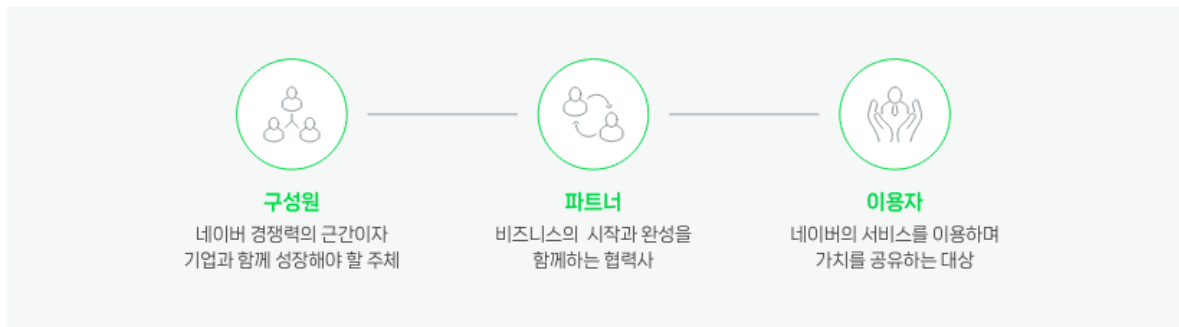 구성원
네이버 경쟁력의 근간이자
기업과 함께 성장해야 할 주체
파트너
비즈니스의 시작과 완성을
함께하는 협력사
이용자
네이버의 서비스를 이용하며
가치를 공유하는 대상